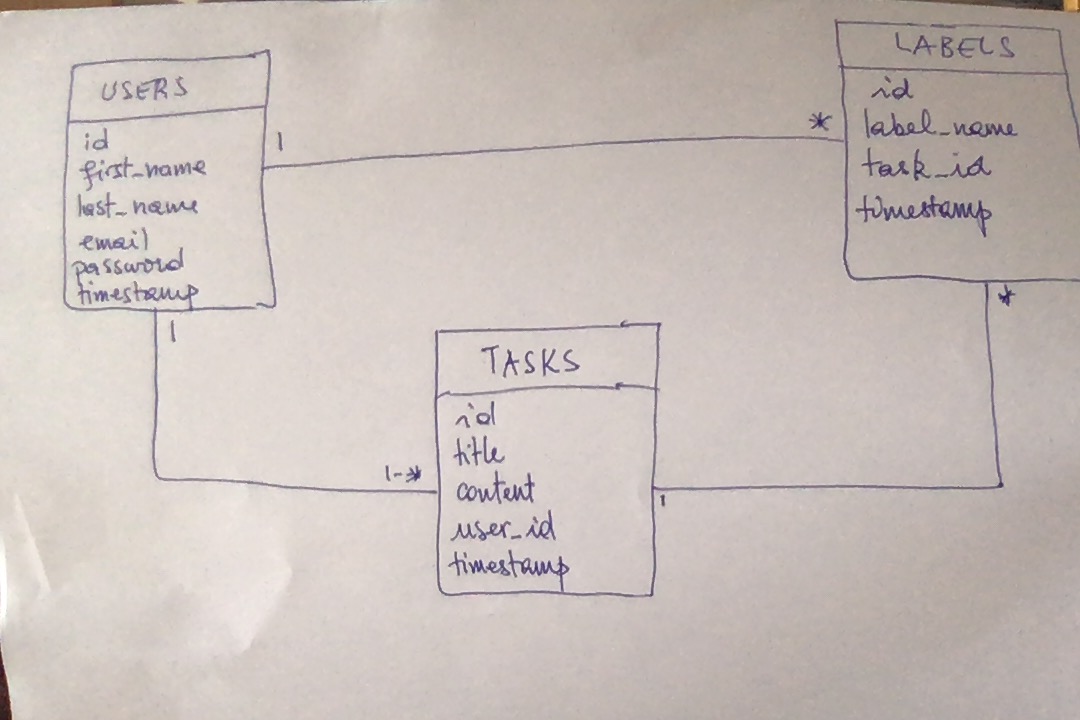 USERS
id
first_name
last_name
email
password
timestamp
1
1
*
LABELS
id
label_name
task_id
timestamp
*
1-*
TASKS
id
title
content
user_id
timestamp
1